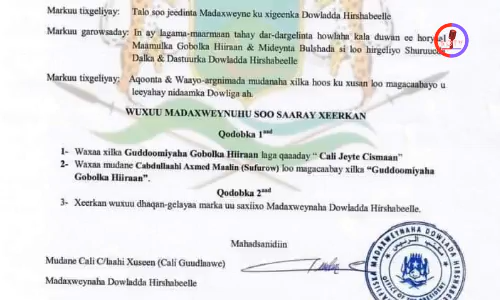 Markuu tixgeliyay: Talo soo jeedinta Madaxweyne ku xigeenka Dowladda Hirshabeelle
Markuu garowsaday: In ay lagama-maarmaan tahay dar-dargelinta howlaha kala duwan ee horyaal
Maamulka Gobolka Hiiraan & Mideynta Bulshada si loo hirgeliyo Shuruucda
Dalka & Dastuurka Dowladda Hirshabeelle
Markuu tixgeliyay; Aqoonta & Waayo-argnimada mudanaha xilka hoos ku xusan loo magacaabayo u
leeyahay nidaamka Dowliga ah.
WUXUU MADAXWEYNUHU SOO SAARAY XEERKAN
Qodobka 1aad
1- Waxaa xilka Guddoomiyaha Gobolka Hiiraan laga qaaaday " Cali Jeyte Cismaan"
2- Waxaa mudane Cabdullaahi Axmed Maalin (Sufurow) loo magacaabay xilka "Guddoomiyaha
Gobolka Hiiraan".
Qodobka 2aad
3- Xeerkan wuxuu dhaqan-gelayaa marka uu saxiixo Madaxweynaha Dowladda Hirshabeelle.
Mahadsanidiin
Mudane Cali C/laahi Xuseen (Cali Guudlaawe)
Madaxweynaha Dowladda Hirshabeelle
MADAXWEYNAHA DOWLADA